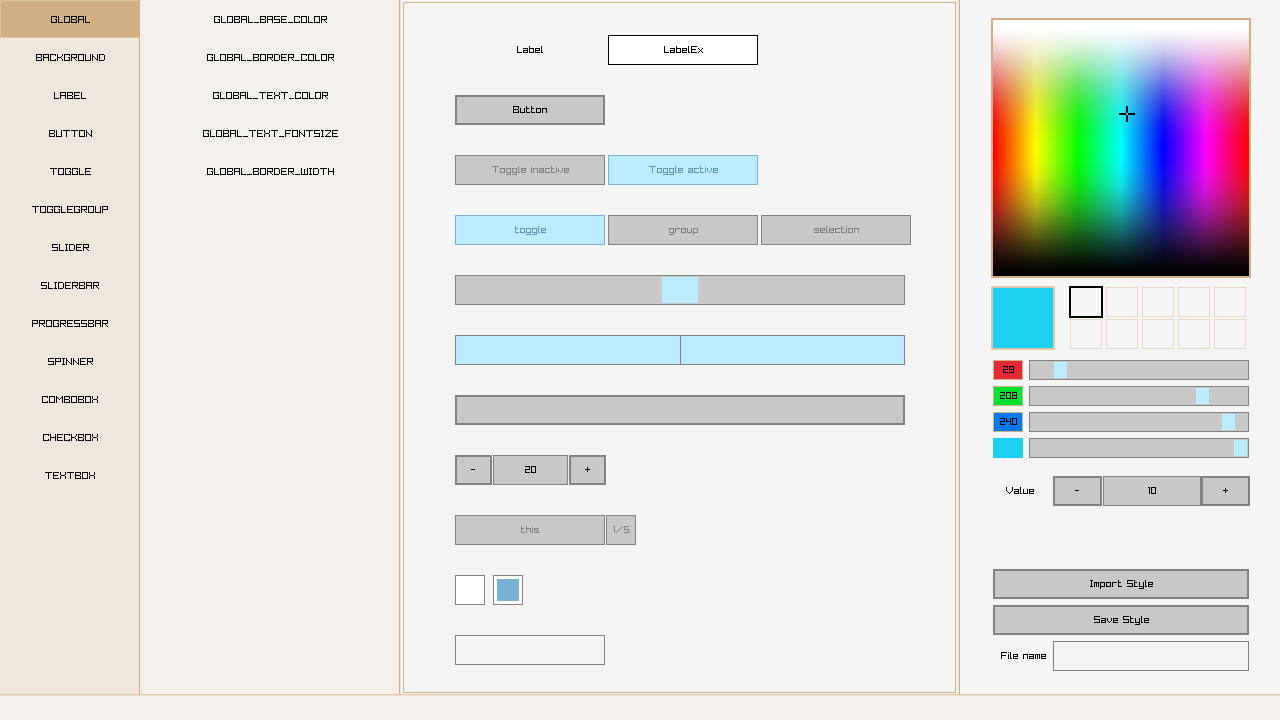 GLOBAL
BACKGROUND
LABEL
BUTTON
TOGGLE
TOGGLEGROUP
SLIDER
SLIDERBAR
PROGRESSBAR
SPINNER
COMBOBOX
CHECKBOX
TEXTBOX
GLOBAL_BASE_COLOR
GLOBAL_BORDER_COLOR
GLOBAL_TEXT_COLOR
GLOBAL_TEXT_FONTSIZE
GLOBAL_BORDER_WIDTH
Label LabelEx
Button
Toggle inactive Toggle active
toggle group selection
- 20 +
this 1/5
29
208
240
Value - 10 +
Import Style
Save Style
File name